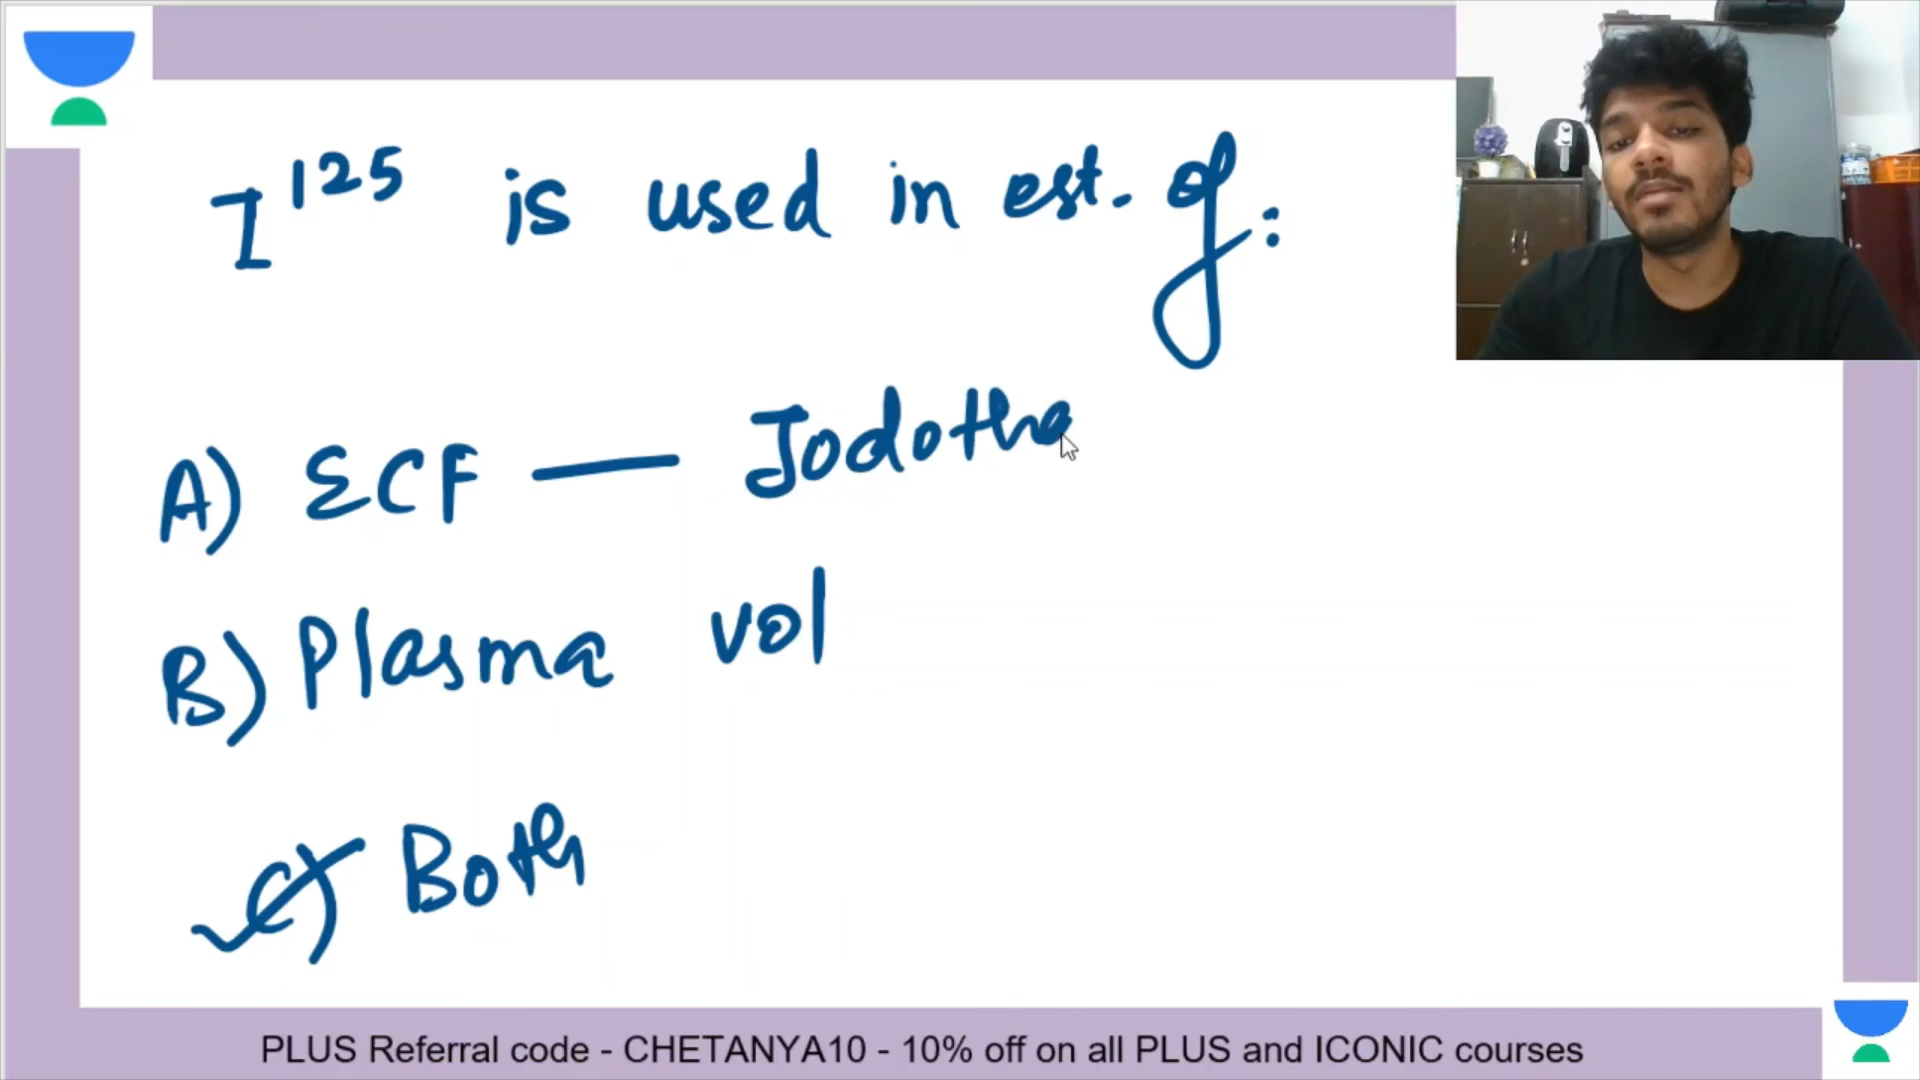 I¹²⁵ is used in est. of:
A) ECF — Iodotha
B) Plasma vol
C) Both
PLUS Referral code - CHETANYA10 - 10% off on all PLUS and ICONIC courses